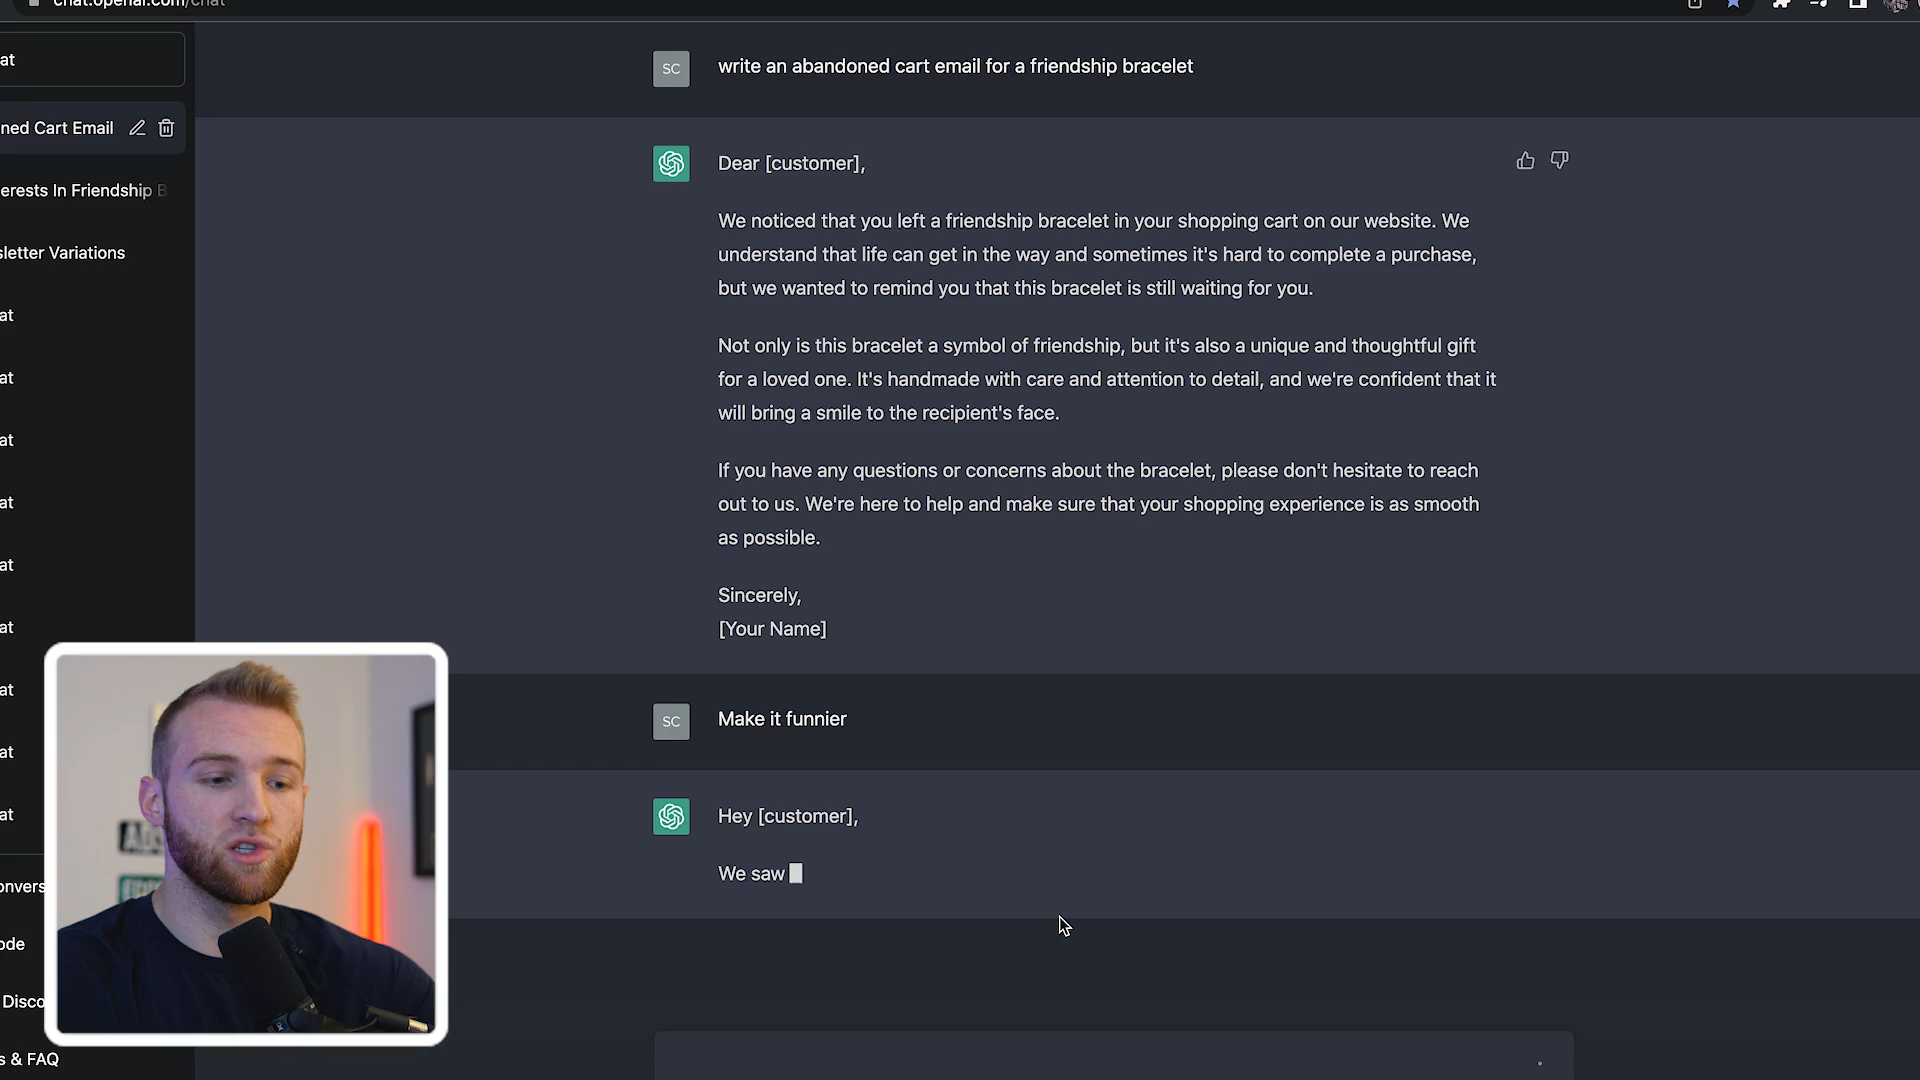 chat.openai.com/chat
at
ned Cart Email
erests In Friendship B
sletter Variations
at
at
at
at
at
at
at
at
at
onvers
ode
Disco
s & FAQ
SC
write an abandoned cart email for a friendship bracelet
Dear [customer],
We noticed that you left a friendship bracelet in your shopping cart on our website. We
understand that life can get in the way and sometimes it's hard to complete a purchase,
but we wanted to remind you that this bracelet is still waiting for you.
Not only is this bracelet a symbol of friendship, but it's also a unique and thoughtful gift
for a loved one. It's handmade with care and attention to detail, and we're confident that it
will bring a smile to the recipient's face.
If you have any questions or concerns about the bracelet, please don't hesitate to reach
out to us. We're here to help and make sure that your shopping experience is as smooth
as possible.
Sincerely,
[Your Name]
SC
Make it funnier
Hey [customer],
We saw